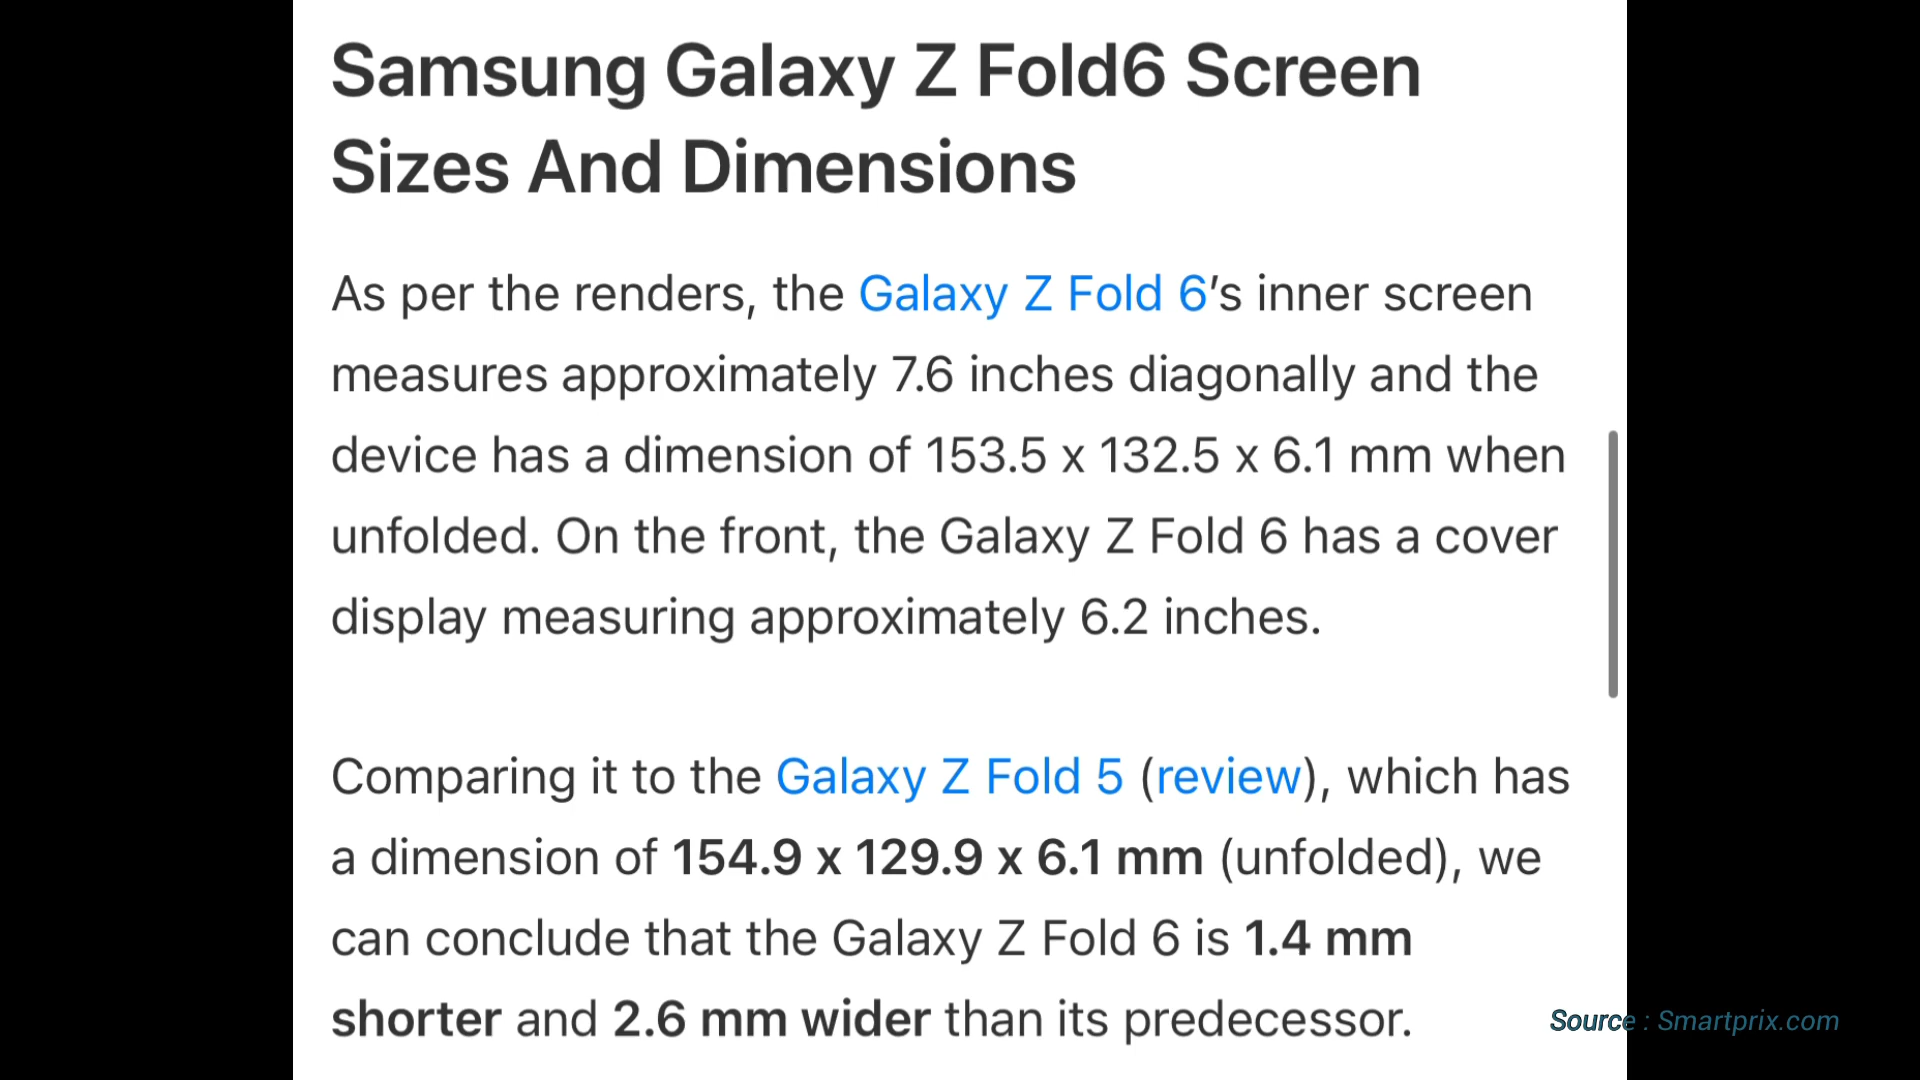 Samsung Galaxy Z Fold6 Screen
Sizes And Dimensions
As per the renders, the Galaxy Z Fold 6’s inner screen
measures approximately 7.6 inches diagonally and the
device has a dimension of 153.5 x 132.5 x 6.1 mm when
unfolded. On the front, the Galaxy Z Fold 6 has a cover
display measuring approximately 6.2 inches.
Comparing it to the Galaxy Z Fold 5 (review), which has
a dimension of 154.9 x 129.9 x 6.1 mm (unfolded), we
can conclude that the Galaxy Z Fold 6 is 1.4 mm
shorter and 2.6 mm wider than its predecessor.
Source : Smartprix.com